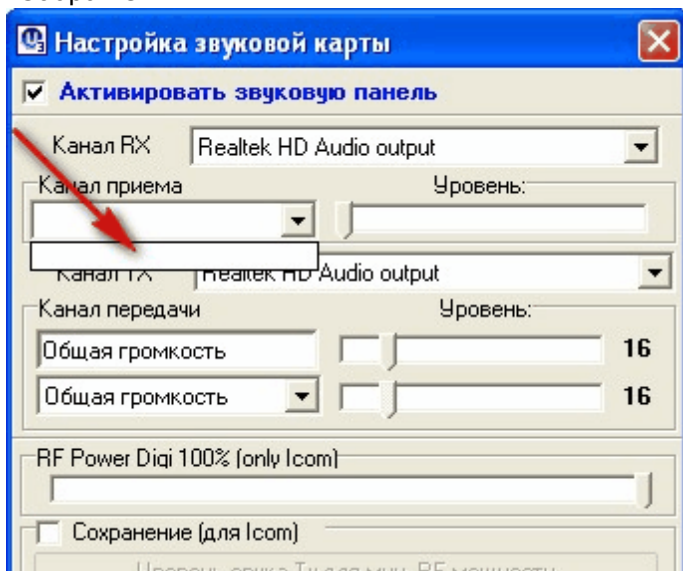 Настройка звуковой карты
Активировать звуковую панель
Канал RX Realtek HD Audio output
Канал приема Уровень:
Канал TX Realtek HD Audio output
Канал передачи Уровень:
Общая громкость 16
Общая громкость 16
RF Power Digi 100% (only Icom)
Сохранение (для Icom)